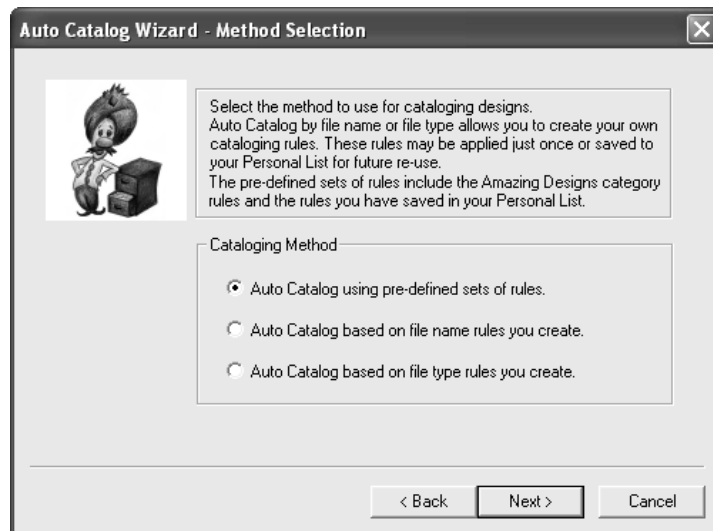 Auto Catalog Wizard - Method Selection
Select the method to use for cataloging designs.
Auto Catalog by file name or file type allows you to create your own
cataloging rules. These rules may be applied just once or saved to
your Personal List for future re-use.
The pre-defined sets of rules include the Amazing Designs category
rules and the rules you have saved in your Personal List.
Cataloging Method
Auto Catalog using pre-defined sets of rules.
Auto Catalog based on file name rules you create.
Auto Catalog based on file type rules you create.
< Back Next > Cancel